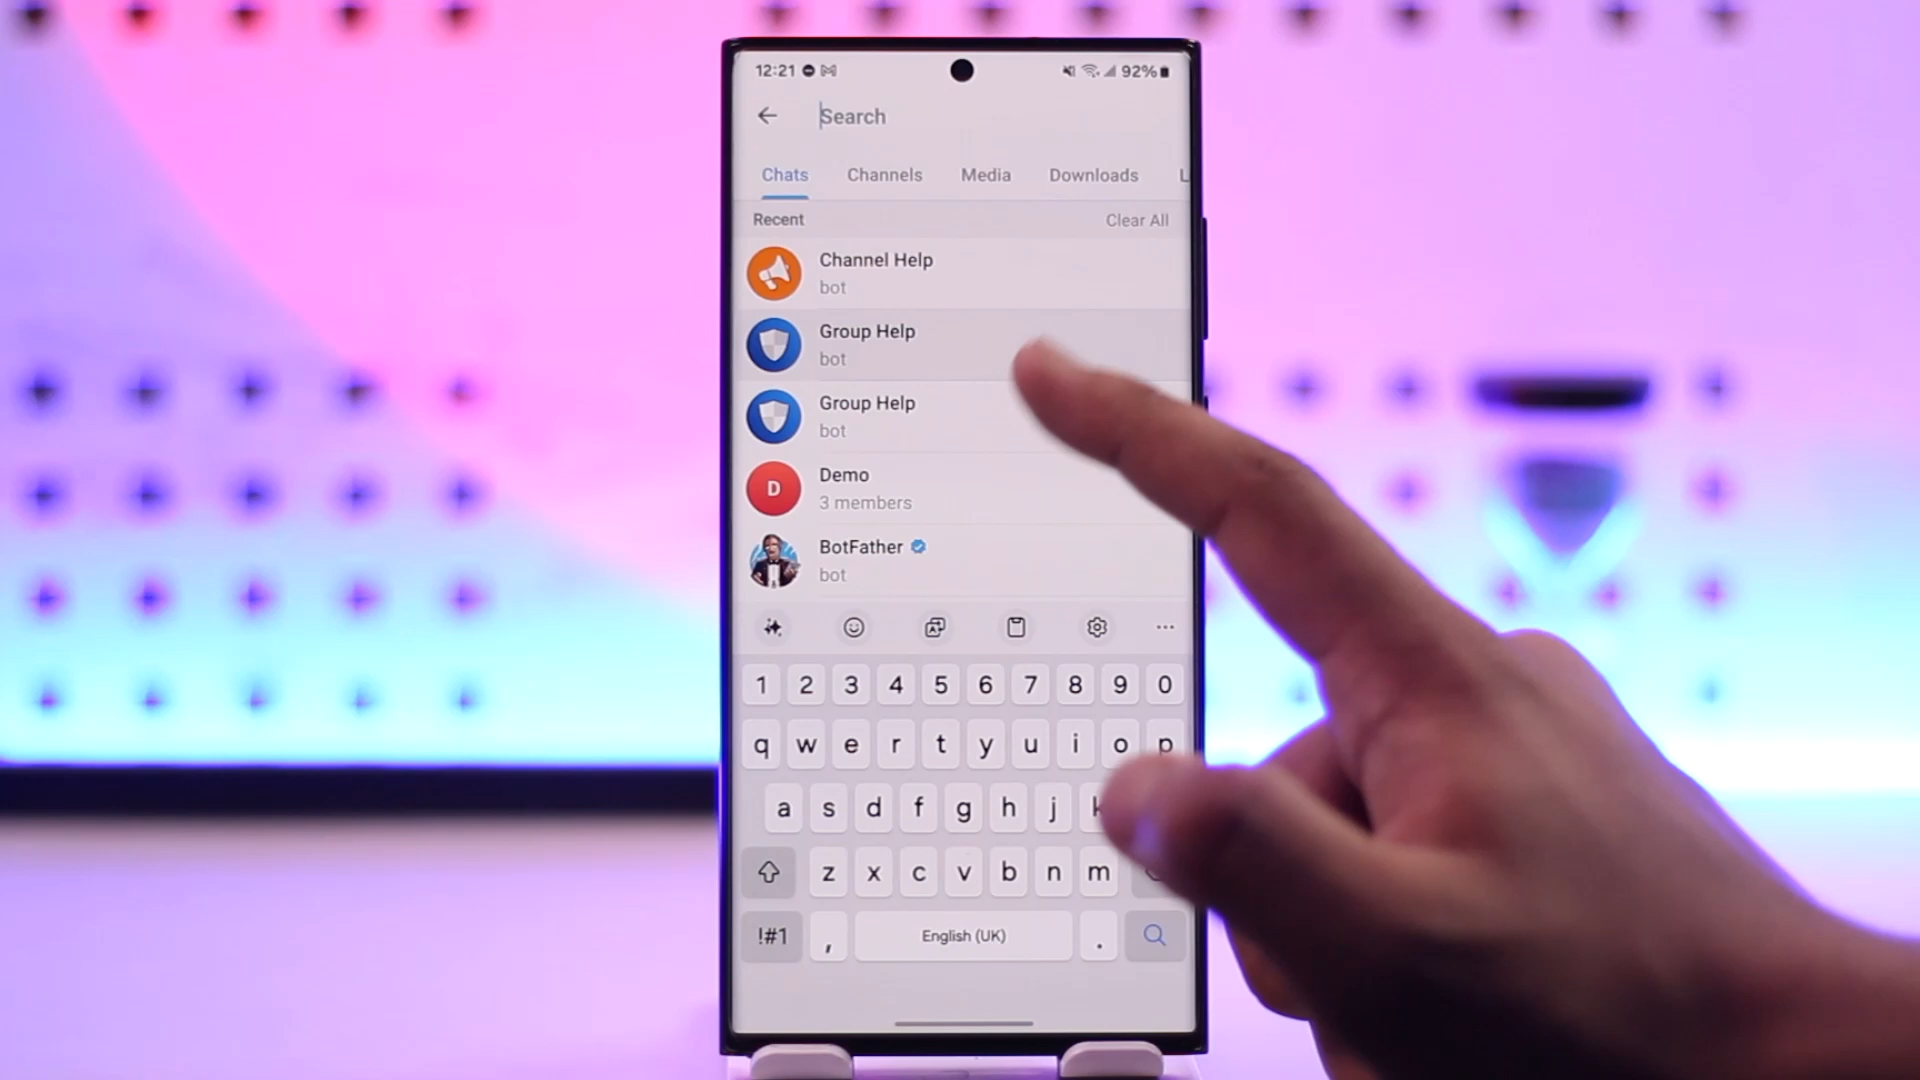 12:21 92%
Search
Chats Channels Media Downloads L
Recent Clear All
Channel Help
bot
Group Help
bot
Group Help
bot
D Demo
3 members
BotFather
bot
1 2 3 4 5 6 7 8 9 0
q w e r t y u i o p
a s d f g h j k
z x c v b n m
!#1 , English (UK) .